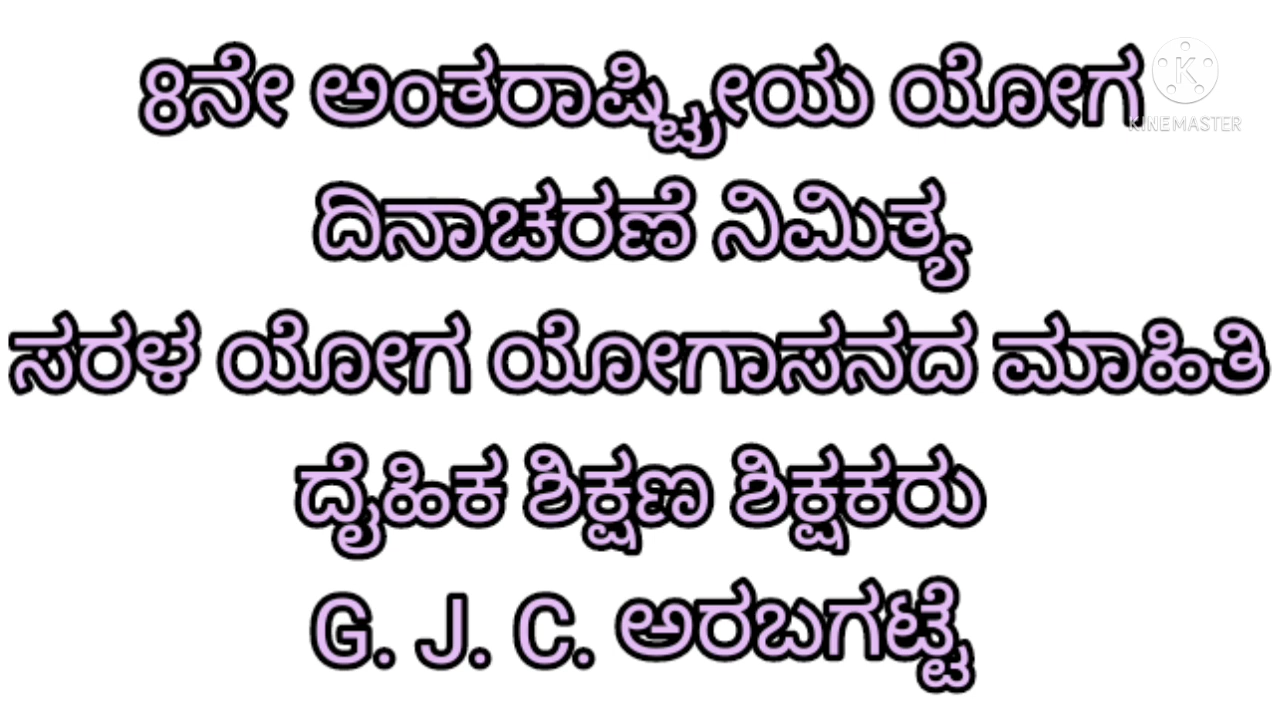 8ನೇ ಅಂತರಾಷ್ಟ್ರೀಯ ಯೋಗ
KINEMASTER
ದಿನಾಚರಣೆ ನಿಮಿತ್ಯ
ಸರಳ ಯೋಗ ಯೋಗಾಸನದ ಮಾಹಿತಿ
ದೈಹಿಕ ಶಿಕ್ಷಣ ಶಿಕ್ಷಕರು
G. J. C. ಅರಬಗಟ್ಟೆ